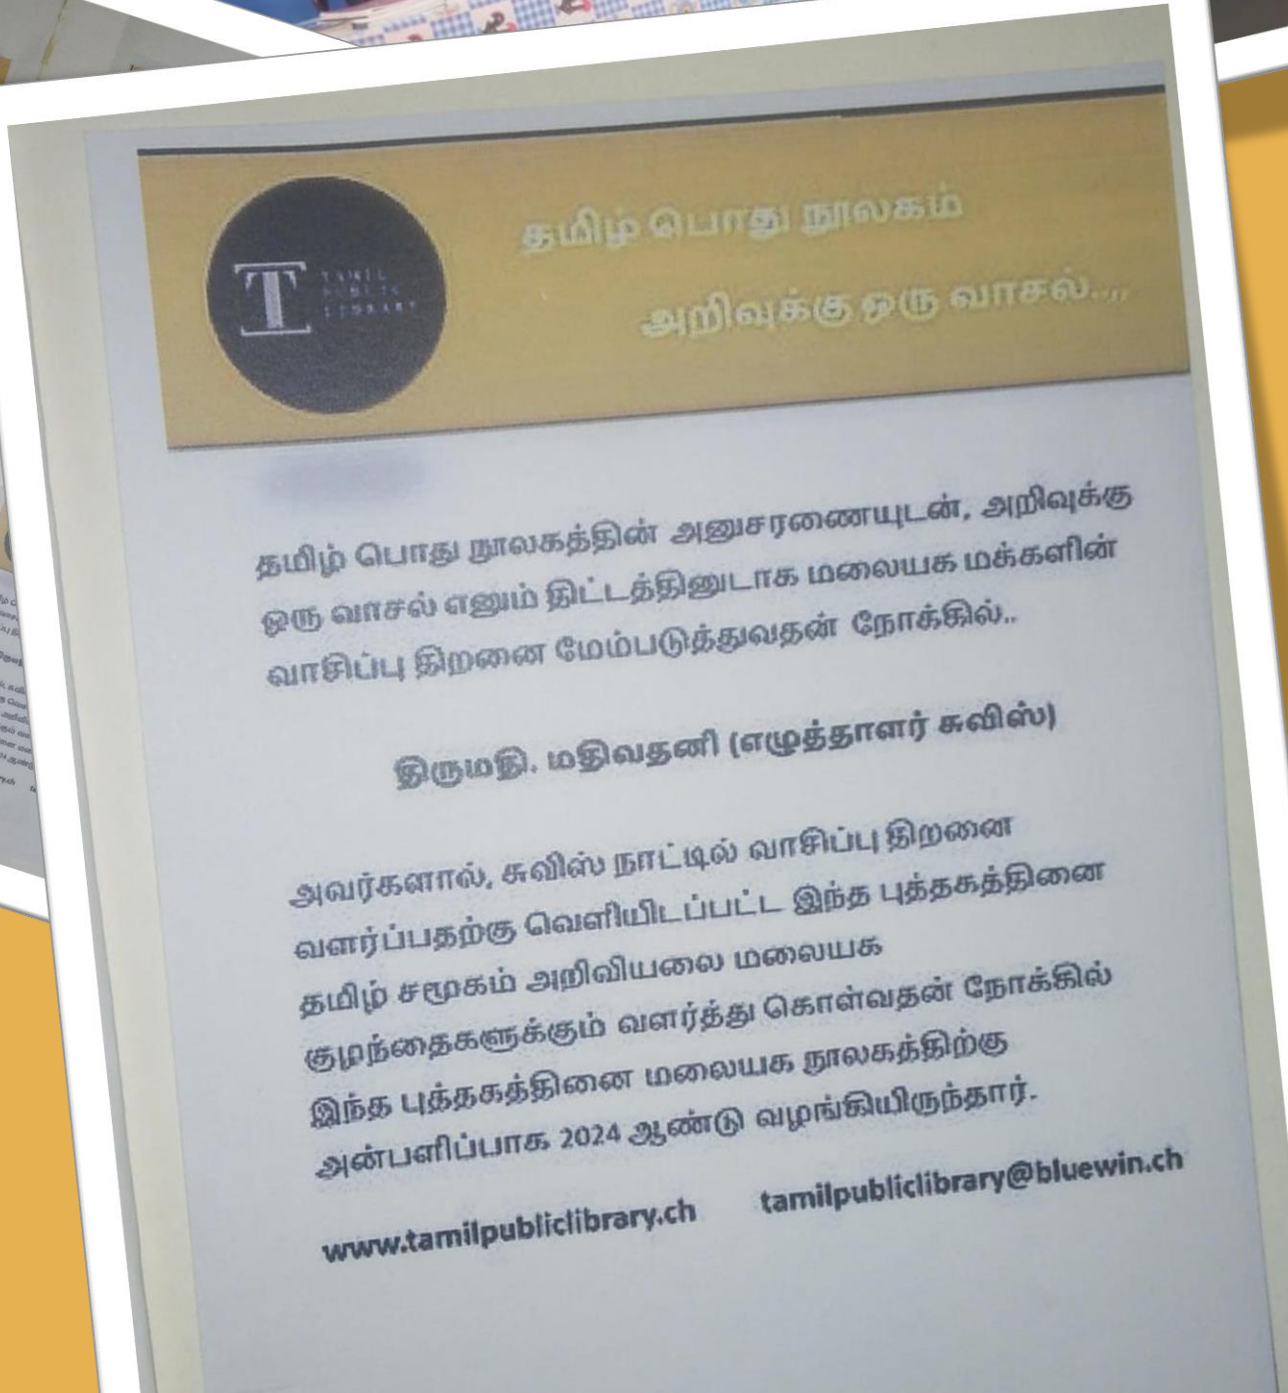 TAMIL
PUBLIC
LIBRARY
தமிழ் பொது நூலகம்
அறிவுக்கு ஒரு வாசல்....
தமிழ் பொது நூலகத்தின் அனுசரணையுடன், அறிவுக்கு
ஒரு வாசல் எனும் திட்டத்தினுடாக மலையக மக்களின்
வாசிப்பு திறனை மேம்படுத்துவதன் நோக்கில்..
திருமதி. மதிவதனி (எழுத்தாளர் சுவிஸ்)
அவர்களால், சுவிஸ் நாட்டில் வாசிப்பு திறனை
வளர்ப்பதற்கு வெளியிடப்பட்ட இந்த புத்தகத்தினை
தமிழ் சமூகம் அறிவியலை மலையக
குழந்தைகளுக்கும் வளர்த்து கொள்வதன் நோக்கில்
இந்த புத்தகத்தினை மலையக நூலகத்திற்கு
அன்பளிப்பாக 2024 ஆண்டு வழங்கியிருந்தார்.
www.tamilpubliclibrary.ch tamilpubliclibrary@bluewin.ch